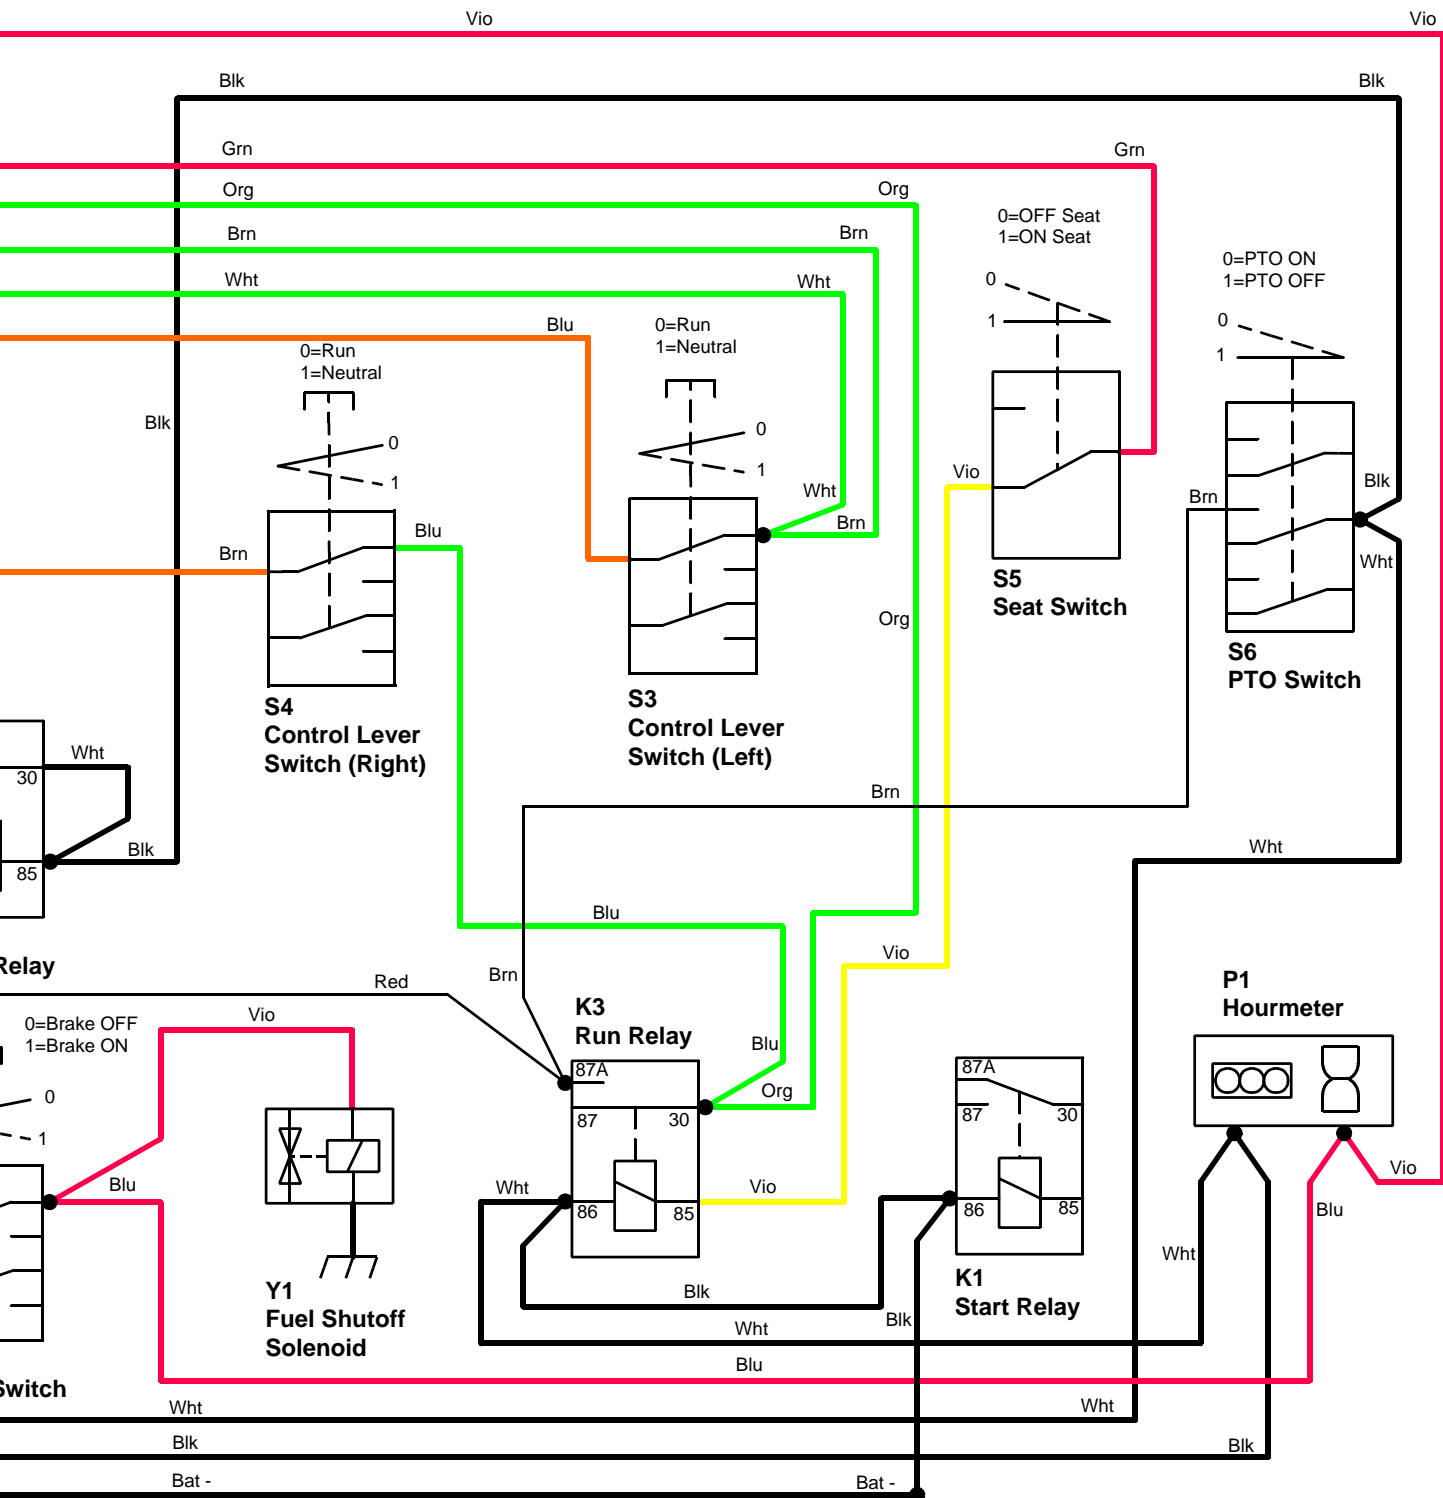 Vio
Vio
Blk
Blk
Grn
Grn
Org
Org
Brn
Brn
Wht
Wht
Blu
0=OFF Seat
1=ON Seat
0
1
0=PTO ON
1=PTO OFF
0
1
0=Run
1=Neutral
0=Run
1=Neutral
Blk
0
1
0
1
Vio
Wht
Brn
Brn
Blk
Wht
Brn
Blu
S5
Seat Switch
Org
S6
PTO Switch
S4
Control Lever
Switch (Right)
S3
Control Lever
Switch (Left)
Wht
30
Blk
85
Brn
Wht
Blu
Vio
Relay
Red
Brn
K3
Run Relay
P1
Hourmeter
0=Brake OFF
1=Brake ON
Vio
0
1
Blu
87A
Org
87
30
87A
87
30
Blu
Wht
86
85
Vio
86
85
Vio
Blu
Wht
Y1
Fuel Shutoff
Solenoid
Blk
Blk
K1
Start Relay
Wht
Blu
Switch
Wht
Wht
Blk
Blk
Bat -
Bat -